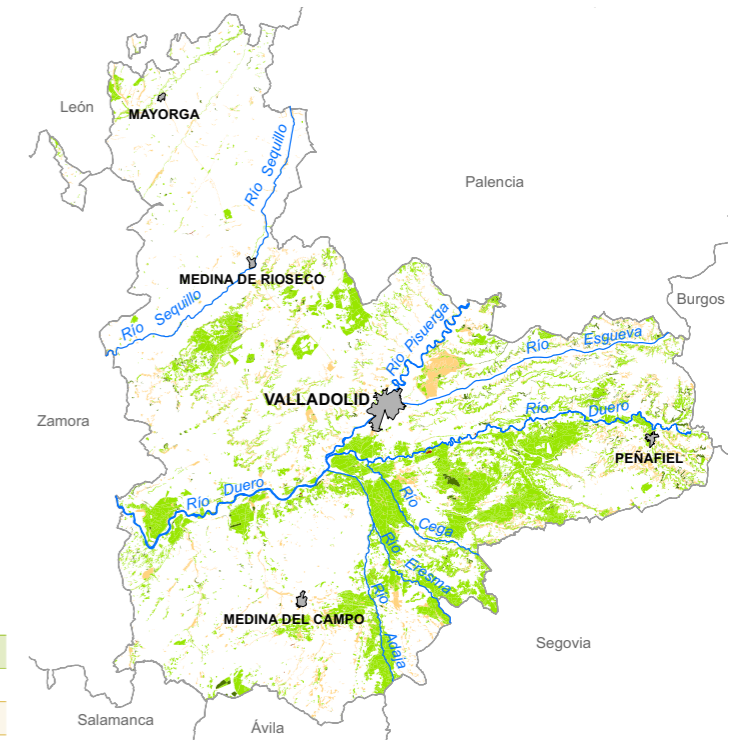 León
MAYORGA
Río Sequillo
Palencia
MEDINA DE RIOSECO
Burgos
Río Sequillo
Río Pisuerga
Río Esgueva
VALLADOLID
Zamora
Río Duero
PEÑAFIEL
Río Duero
Río Cega
Río Eresma
Río Adaja
MEDINA DEL CAMPO
Segovia
Salamanca
Ávila